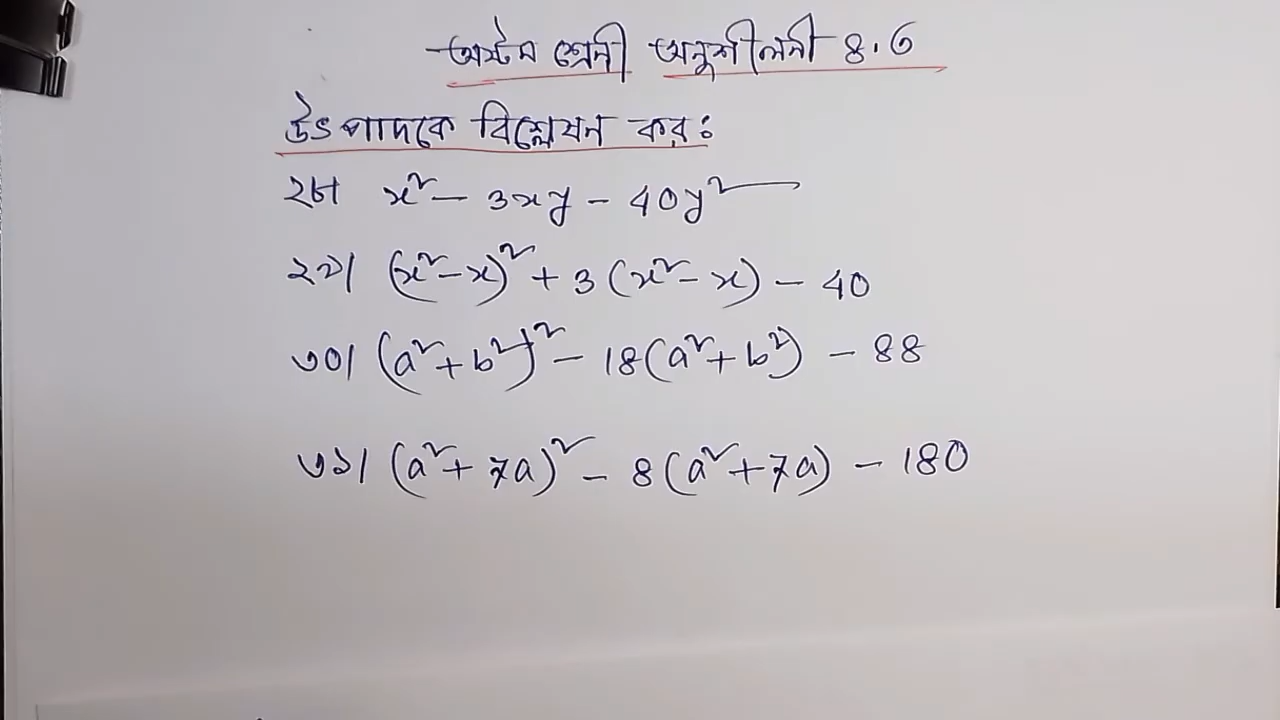 অষ্টম শ্রেনী অনুশীলনী ৪.৩
উৎপাদকে বিশ্লেষন কর:
২৮। x² - 3xy - 40y²
২৯। (x² - x)² + 3(x² - x) - 40
৩০। (a² + b²)² - 18(a² + b²) - 88
৩১। (a² + 7a)² - 8(a² + 7a) - 180